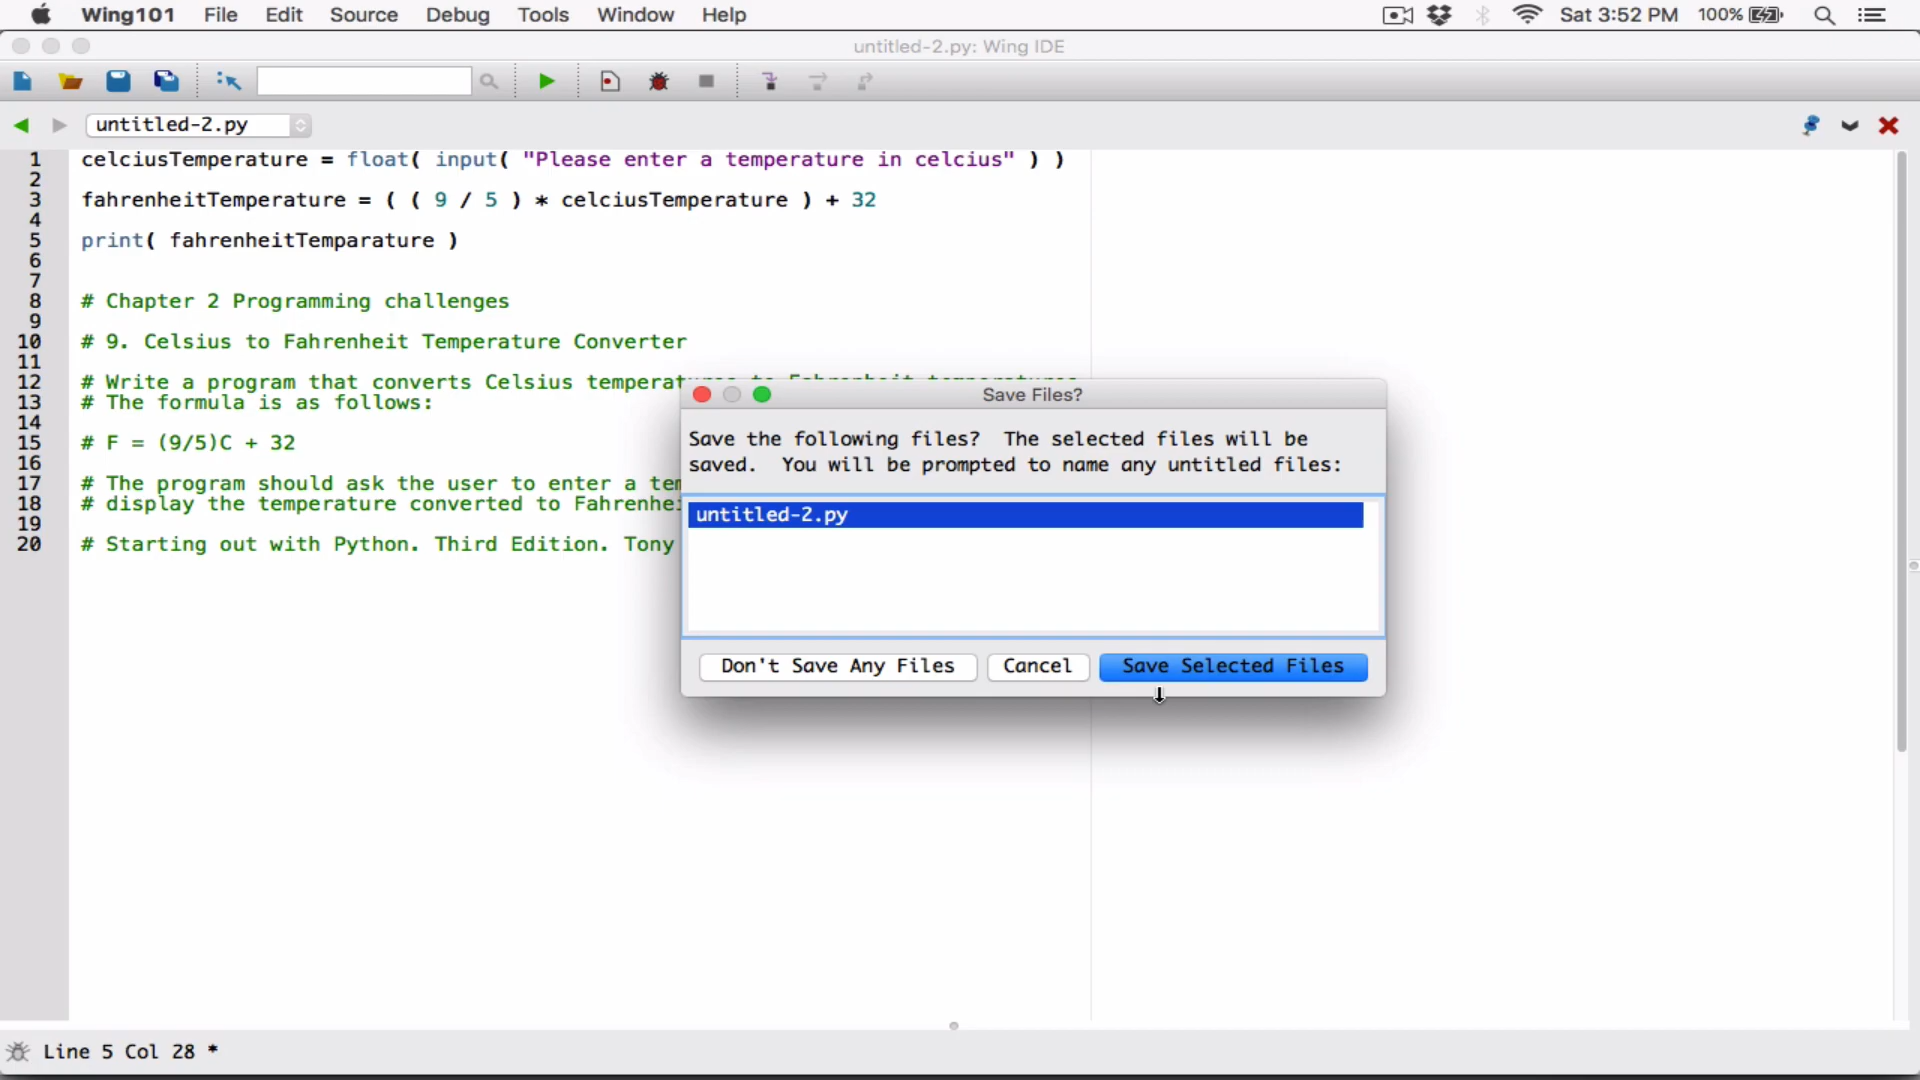 Wing101 File Edit Source Debug Tools Window Help Sat 3:52 PM 100%
untitled-2.py: Wing IDE
untitled-2.py
1 celciusTemperature = float( input( "Please enter a temperature in celcius" ) )
2
3 fahrenheitTemperature = ( ( 9 / 5 ) * celciusTemperature ) + 32
4
5 print( fahrenheitTemparature )
6
7
8 # Chapter 2 Programming challenges
9
10 # 9. Celsius to Fahrenheit Temperature Converter
11
12 # Write a program that converts Celsius temperatures to Fahrenheit temperatures
13 # The formula is as follows:
14
15 # F = (9/5)C + 32
16
17 # The program should ask the user to enter a
18 # display the temperature converted to
19
20 # Starting out with Python. Third Edition. Tony
Save Files?
Save the following files? The selected files will be
saved. You will be prompted to name any untitled files:
untitled-2.py
Don't Save Any Files Cancel Save Selected Files
Line 5 Col 28 *